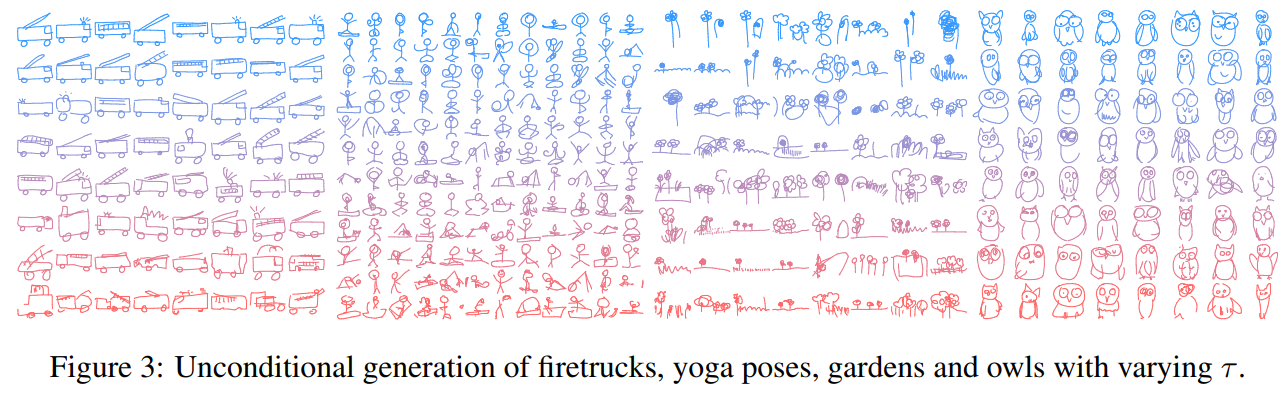 Figure 3: Unconditional generation of firetrucks, yoga poses, gardens and owls with varying τ.